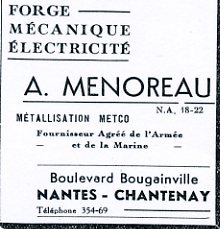 FORGE
MÉCANIQUE
ÉLECTRICITÉ
A. MENOREAU
N.A. 18-22
MÉTALLISATION METCO
Fournisseur Agréé de l'Armée
et de la Marine
Boulevard Bougainville
NANTES - CHANTENAY
Téléphone 354-69